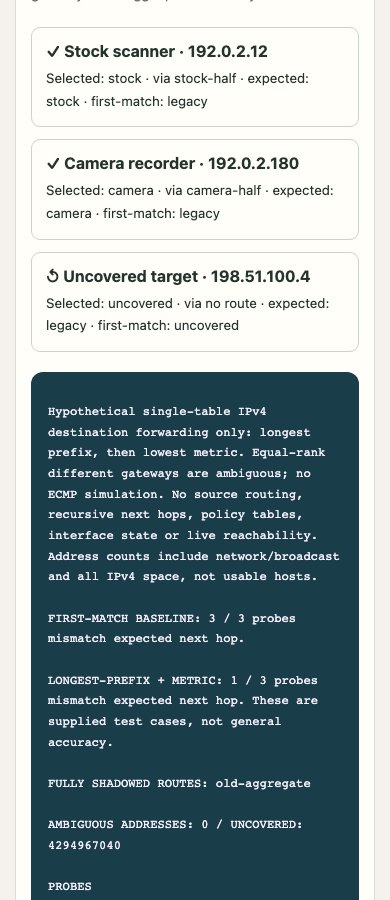 ✓ Stock scanner · 192.0.2.12
Selected: stock · via stock-half · expected:
stock · first-match: legacy
✓ Camera recorder · 192.0.2.180
Selected: camera · via camera-half · expected:
camera · first-match: legacy
↺ Uncovered target · 198.51.100.4
Selected: uncovered · via no route · expected:
legacy · first-match: uncovered
Hypothetical single-table IPv4
destination forwarding only: longest
prefix, then lowest metric. Equal-rank
different gateways are ambiguous; no
ECMP simulation. No source routing,
recursive next hops, policy tables,
interface state or live reachability.
Address counts include network/broadcast
and all IPv4 space, not usable hosts.
FIRST-MATCH BASELINE: 3 / 3 probes
mismatch expected next hop.
LONGEST-PREFIX + METRIC: 1 / 3 probes
mismatch expected next hop. These are
supplied test cases, not general
accuracy.
FULLY SHADOWED ROUTES: old-aggregate
AMBIGUOUS ADDRESSES: 0 / UNCOVERED:
4294967040
PROBES